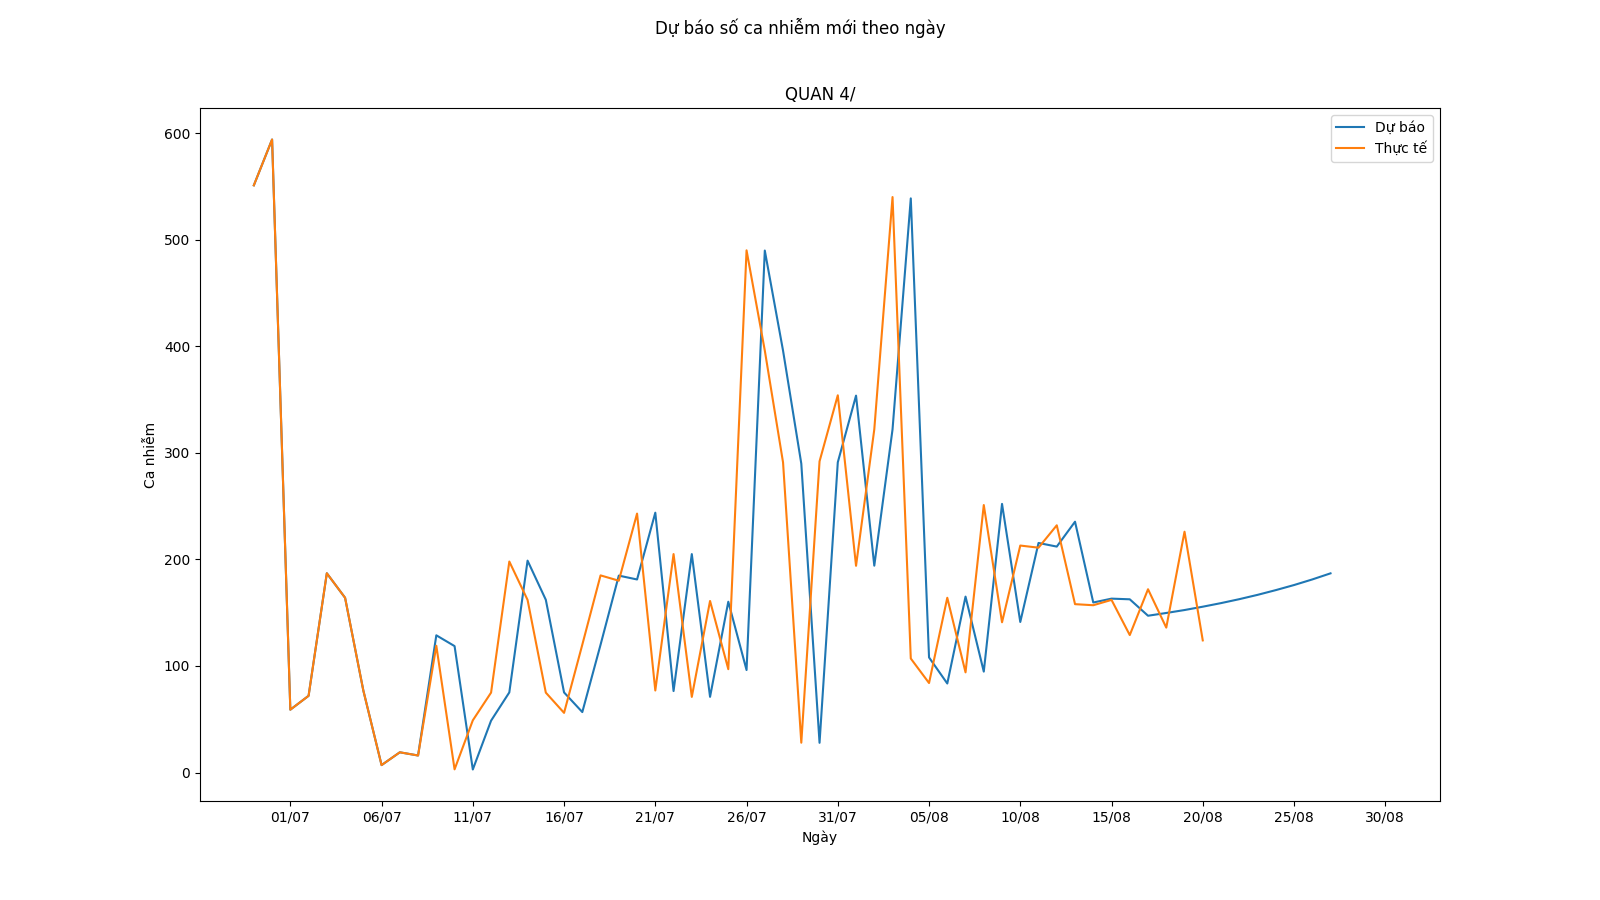 Dự báo số ca nhiễm mới theo ngày
QUAN 4/
Dự báo
Thực tế
Ca nhiễm
600
500
400
300
200
100
0
01/07 06/07 11/07 16/07 21/07 26/07 31/07 05/08 10/08 15/08 20/08 25/08 30/08
Ngày